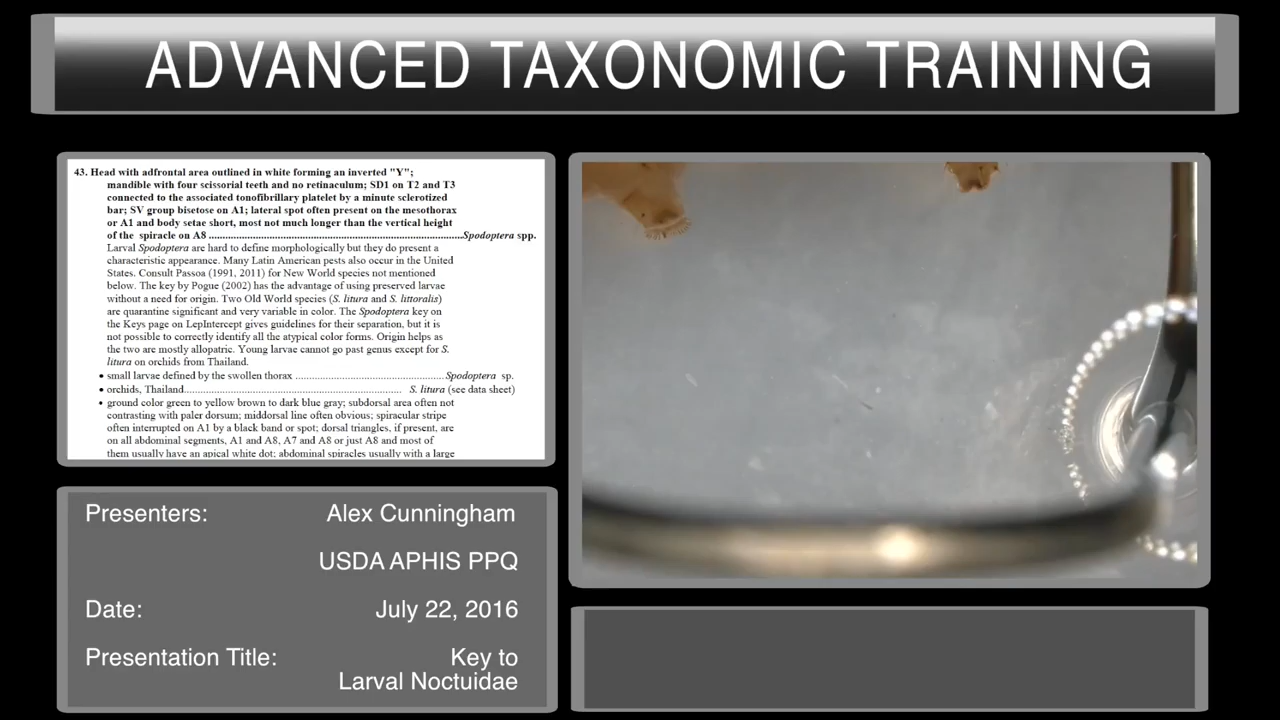 ADVANCED TAXONOMIC TRAINING
43. Head with adfrontal area outlined in white forming an inverted "Y";
mandible with four scissorial teeth and no retinaculum; SD1 on T2 and T3
connected to the associated tonofibrillary platelet by a minute sclerotized
bar; SV group bisetose on A1; lateral spot often present on the mesothorax
or A1 and body setae short, most not much longer than the vertical height
of the spiracle on A8 ...............................................................................Spodoptera spp.
Larval Spodoptera are hard to define morphologically but they do present a
characteristic appearance. Many Latin American pests also occur in the United
States. Consult Passoa (1991, 2011) for New World species not mentioned
below. The key by Pogue (2002) has the advantage of using preserved larvae
without a need for origin. Two Old World species (S. litura and S. littoralis)
are quarantine significant and very variable in color. The Spodoptera key on
the Keys page on LepIntercept gives guidelines for their separation, but it is
not possible to correctly identify all the atypical color forms. Origin helps as
the two are mostly allopatric. Young larvae cannot go past genus except for S.
litura on orchids from Thailand.
• small larvae defined by the swollen thorax ................................................Spodoptera sp.
• orchids, Thailand...................................................................... S. litura (see data sheet)
• ground color green to yellow brown to dark blue gray; subdorsal area often not
contrasting with paler dorsum; middorsal line often obvious; spiracular stripe
often interrupted on A1 by a black band or spot; dorsal triangles, if present, are
on all abdominal segments, A1 and A8, A7 and A8 or just A8 and most of
them usually have an apical white dot; abdominal spiracles usually with a large
Presenters: Alex Cunningham
USDA APHIS PPQ
Date: July 22, 2016
Presentation Title: Key to
Larval Noctuidae